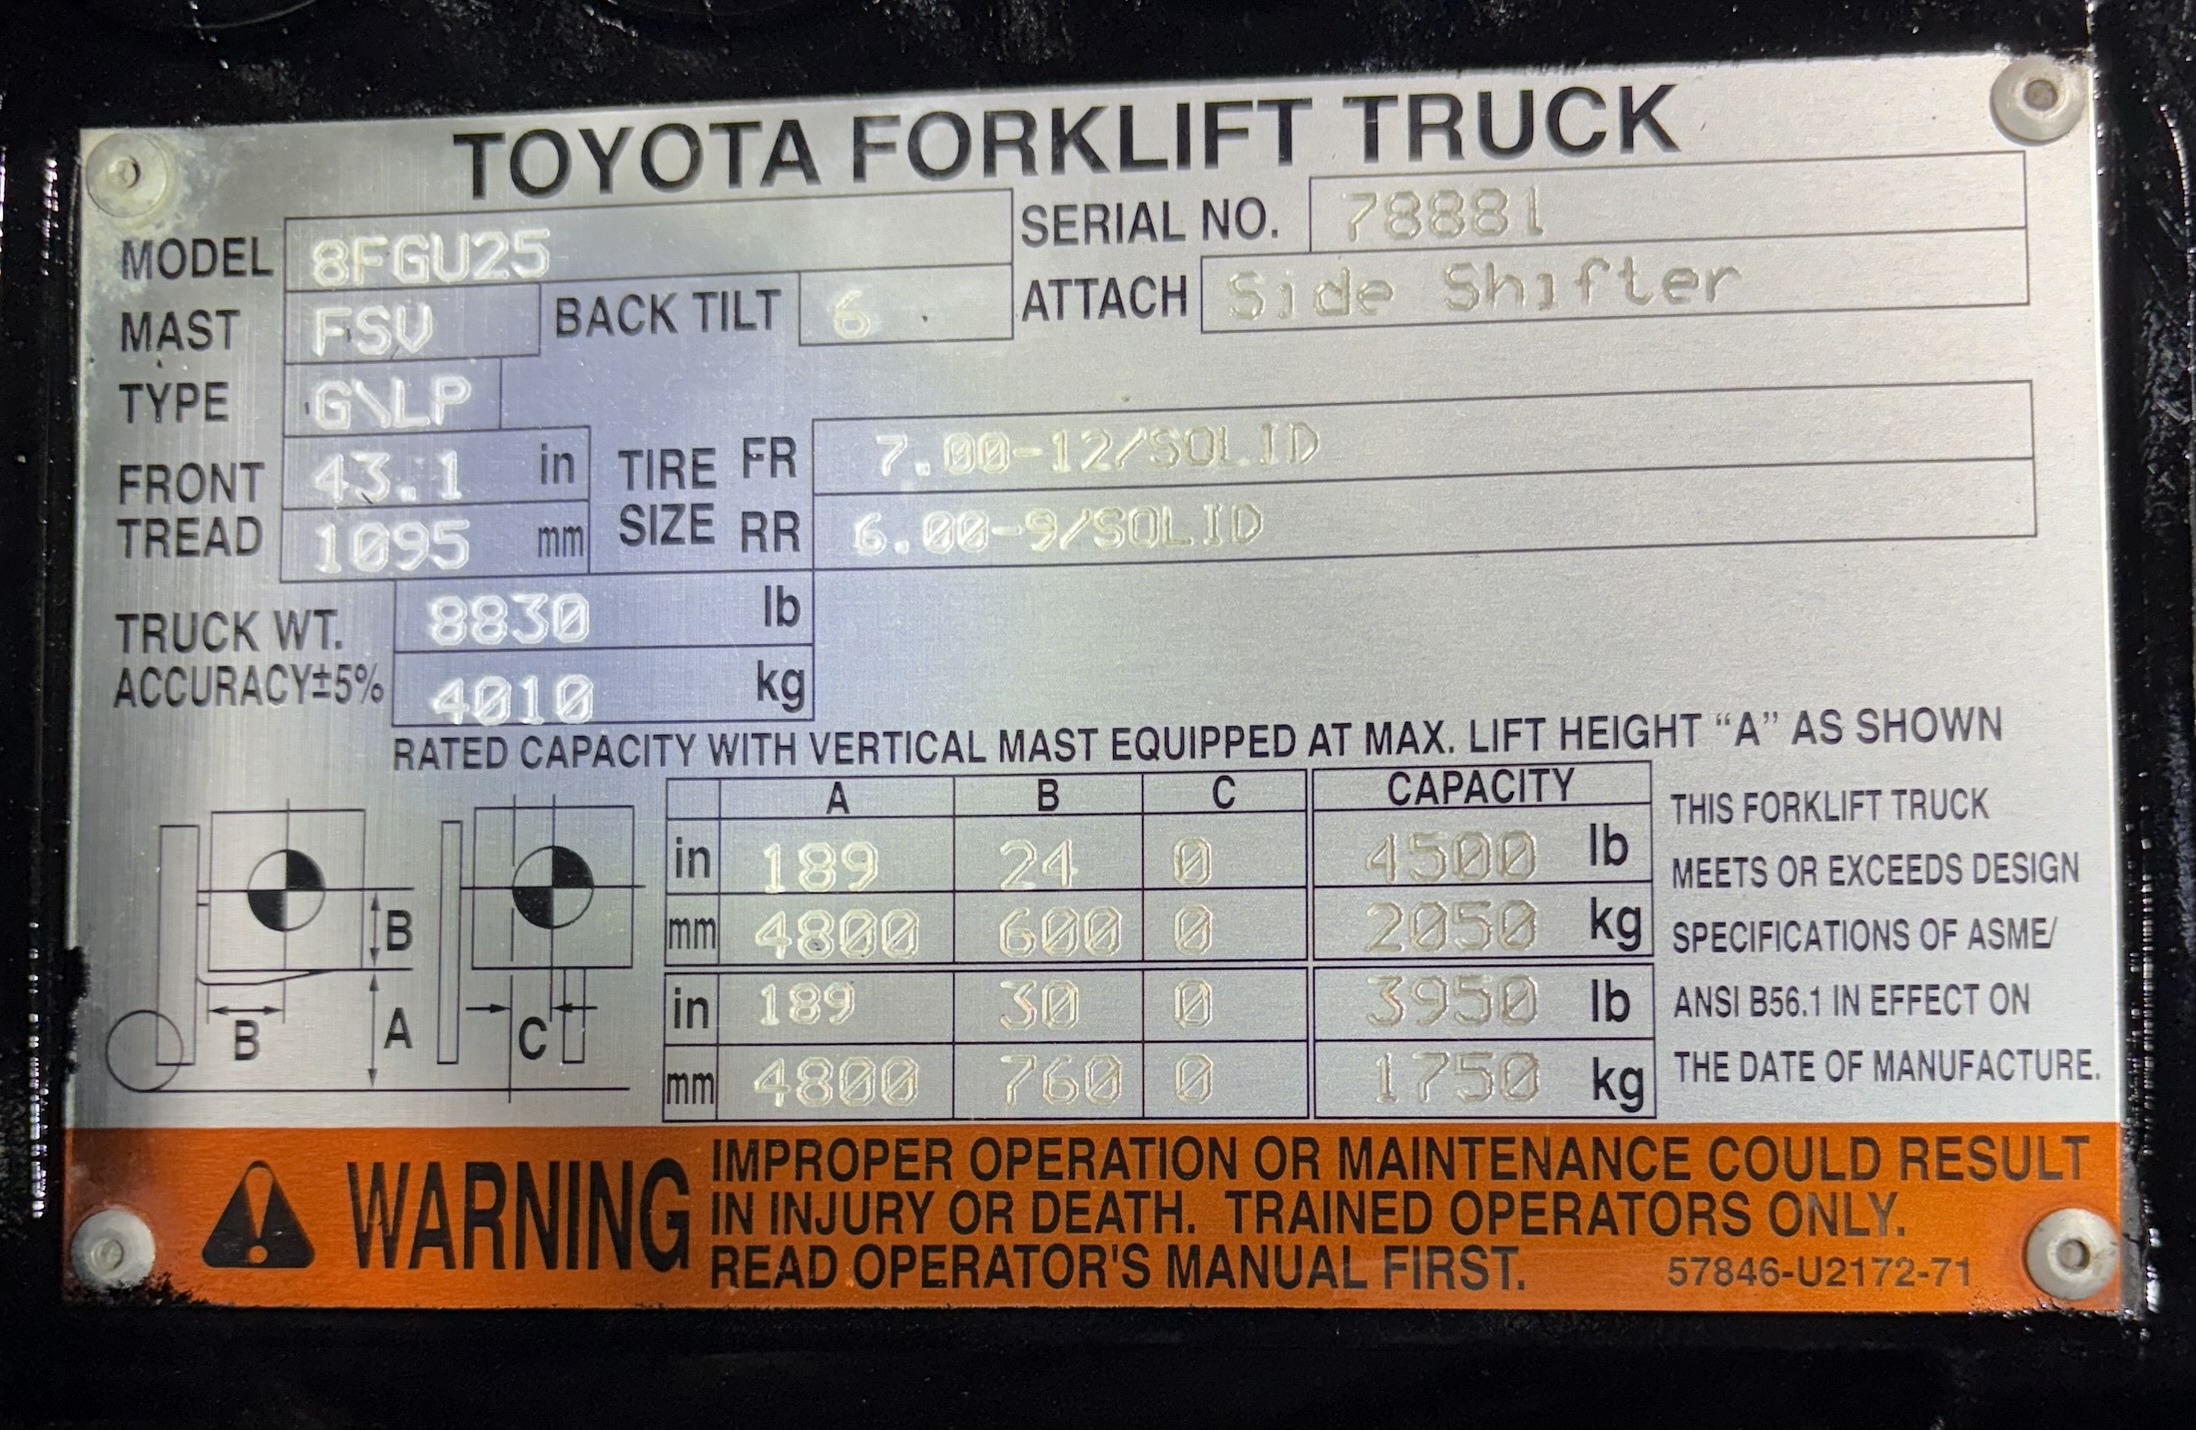 TOYOTA FORKLIFT TRUCK
MODEL 8FGU25 SERIAL NO. 78881
MAST FSV BACK TILT 6 ATTACH Side Shifter
TYPE G\LP
FRONT TREAD 43.1 in TIRE SIZE FR 7.00-12/SOLID
1095 mm RR 6.00-9/SOLID
TRUCK WT. 8830 lb
ACCURACY±5% 4010 kg
RATED CAPACITY WITH VERTICAL MAST EQUIPPED AT MAX. LIFT HEIGHT “A” AS SHOWN
A B C CAPACITY
in 189 24 0 4500 lb
mm 4800 600 0 2050 kg
in 189 30 0 3950 lb
mm 4800 760 0 1750 kg
B
B
A
C
THIS FORKLIFT TRUCK
MEETS OR EXCEEDS DESIGN
SPECIFICATIONS OF ASME/
ANSI B56.1 IN EFFECT ON
THE DATE OF MANUFACTURE.
WARNING
IMPROPER OPERATION OR MAINTENANCE COULD RESULT
IN INJURY OR DEATH. TRAINED OPERATORS ONLY.
READ OPERATOR'S MANUAL FIRST.
57846-U2172-71